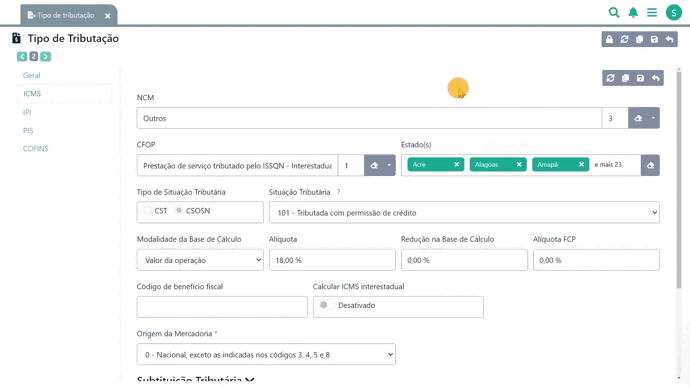 Tipo de tributação
S
Tipo de Tributação
2
Geral
ICMS
IPI
PIS
COFINS
NCM
Outros 3
CFOP Estado(s)
Prestação de serviço tributado pelo ISSQN - Interestadua 1 Acre Alagoas Amapá e mais 23
Tipo de Situação Tributária Situação Tributária ?
CST CSOSN 101 - Tributada com permissão de crédito
Modalidade da Base de Cálculo Alíquota Redução na Base de Cálculo Alíquota FCP
Valor da operação 18,00 % 0,00 % 0,00 %
Código de benefício fiscal Calcular ICMS interestadual
Desativado
Origem da Mercadoria *
0 - Nacional, exceto as indicadas nos códigos 3, 4, 5 e 8
Substituição Tributária